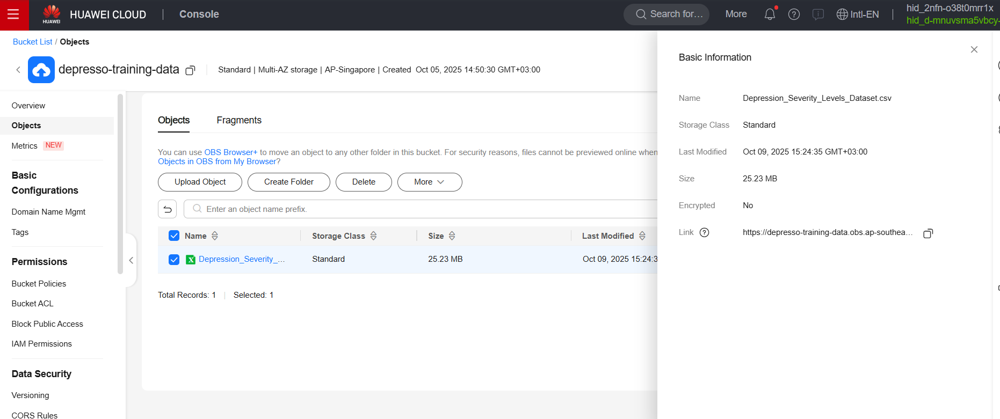 HUAWEI
HUAWEI CLOUD
Console
Search for...
More
Intl-EN
hid_2nfn-o38t0mrr1x
hid_d-mnuvsma5vbcy-
Bucket List / Objects
depresso-training-data
Standard | Multi-AZ storage | AP-Singapore | Created Oct 05, 2025 14:50:30 GMT+03:00
Overview
Objects
Metrics NEW
Basic
Configurations
Domain Name Mgmt
Tags
Permissions
Bucket Policies
Bucket ACL
Block Public Access
IAM Permissions
Data Security
Versioning
CORS Rules
Objects
Fragments
You can use OBS Browser+ to move an object to any other folder in this bucket. For security reasons, files cannot be previewed online when
Objects in OBS from My Browser?
Upload Object
Create Folder
Delete
More
Enter an object name prefix.
Name
Storage Class
Size
Last Modified
Depression_Severity_...
Standard
25.23 MB
Oct 09, 2025 15:24:3
Total Records: 1
Selected: 1
Basic Information
Name Depression_Severity_Levels_Dataset.csv
Storage Class Standard
Last Modified Oct 09, 2025 15:24:35 GMT+03:00
Size 25.23 MB
Encrypted No
Link https://depresso-training-data.obs.ap-southea...